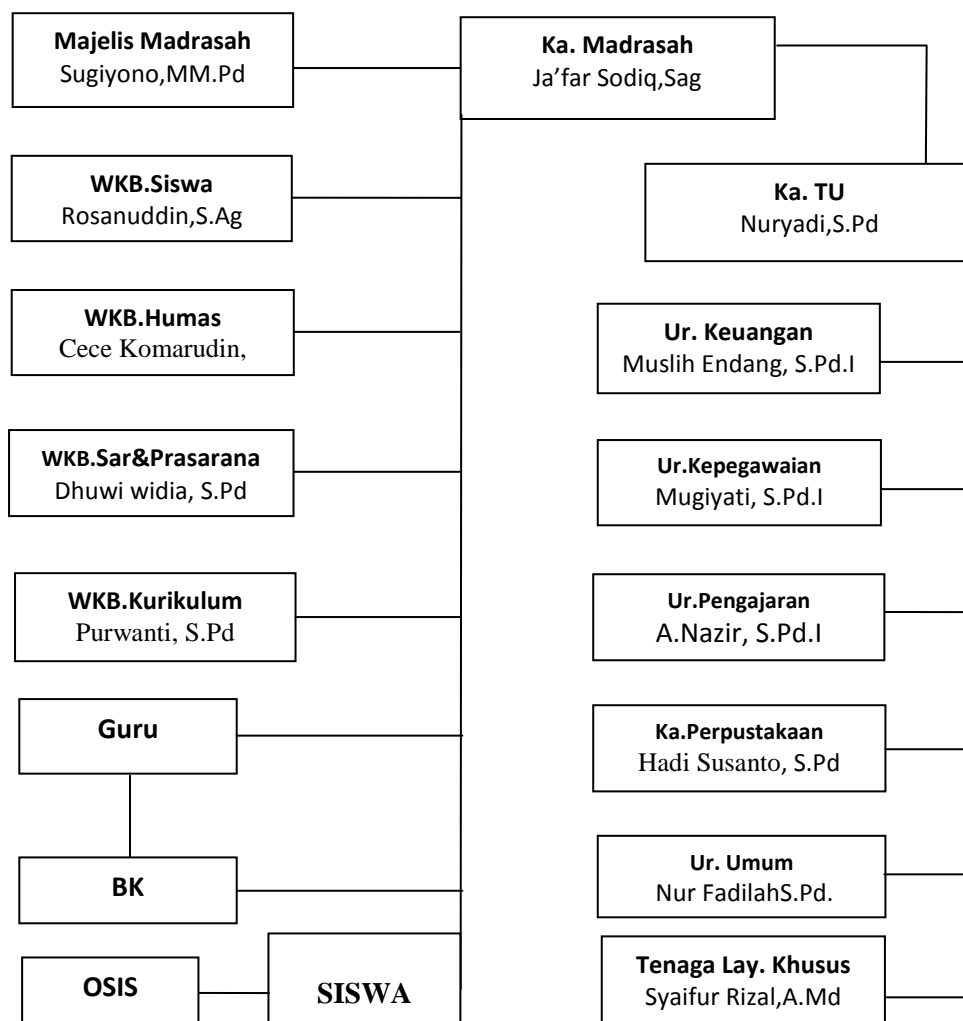 Majelis Madrasah
Sugiyono,MM.Pd
Ka. Madrasah
Ja’far Sodiq,Sag
WKB.Siswa
Rosanuddin,S.Ag
Ka. TU
Nuryadi,S.Pd
WKB.Humas
Cece Komarudin,
Ur. Keuangan
Muslih Endang, S.Pd.I
WKB.Sar&Prasarana
Dhuwi widia, S.Pd
Ur.Kepegawaian
Mugiyati, S.Pd.I
WKB.Kurikulum
Purwanti, S.Pd
Ur.Pengajaran
A.Nazir, S.Pd.I
Guru
Ka.Perpustakaan
Hadi Susanto, S.Pd
BK
Ur. Umum
Nur FadilahS.Pd.
OSIS
SISWA
Tenaga Lay. Khusus
Syaifur Rizal,A.Md